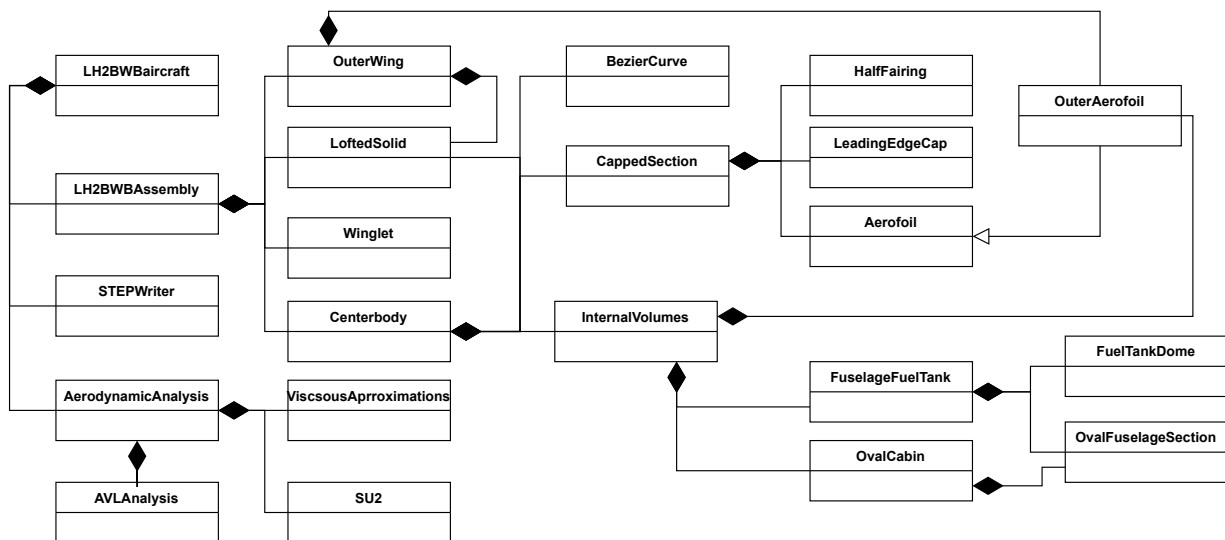 LH2BWBaircraft
OuterWing
BezierCurve
HalfFairing
OuterAerofoil
LoftedSolid
CappedSection
LeadingEdgeCap
LH2BWBAssembly
Winglet
Aerofoil
STEPWriter
Centerbody
InternalVolumes
FuelTankDome
AerodynamicAnalysis
ViscsousAprroximations
FuselageFuelTank
OvalFuselageSection
OvalCabin
AVLAnalysis
SU2